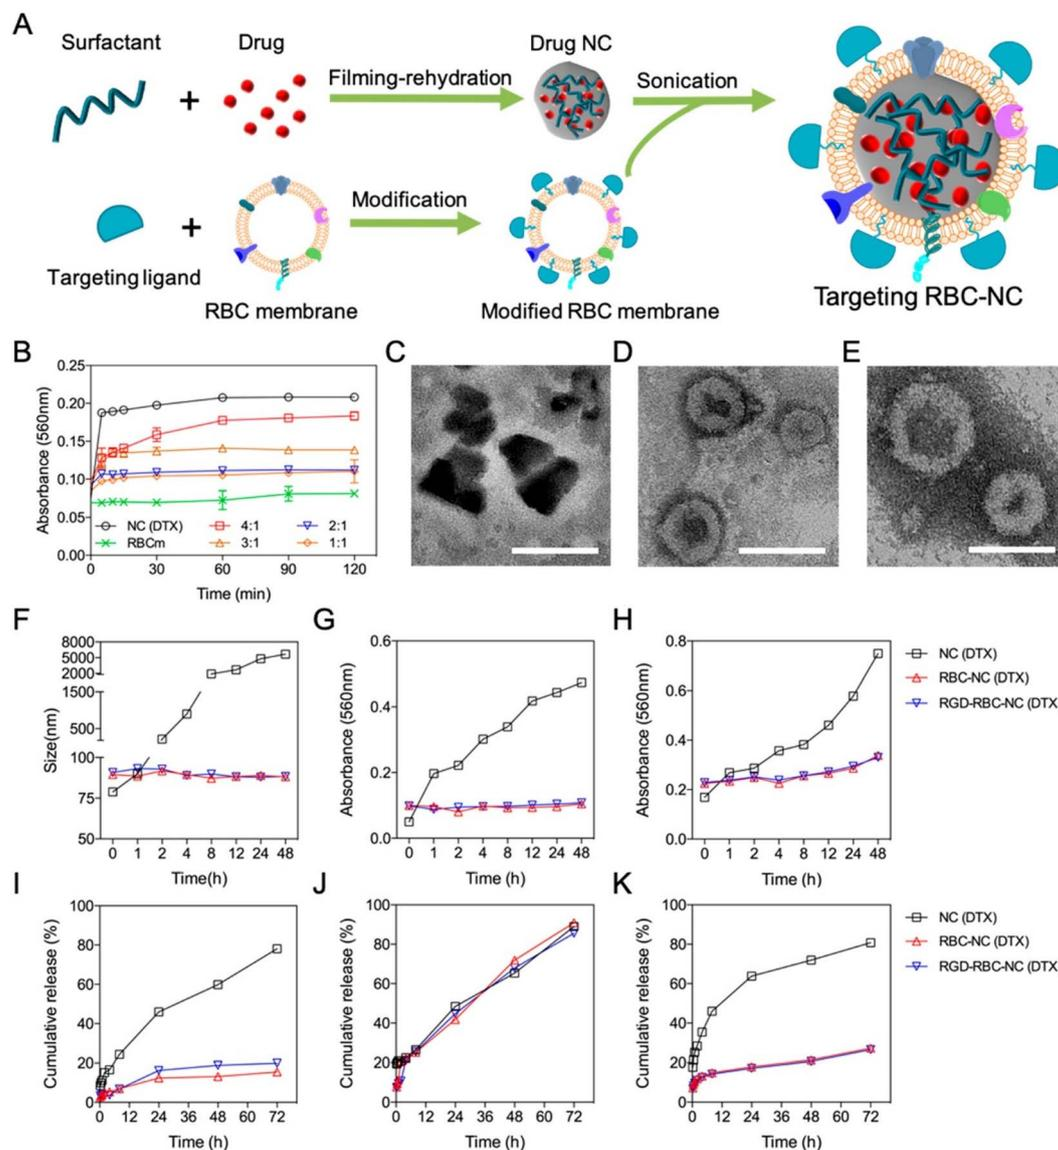 A
Surfactant
Drug
Drug NC
Filming-rehydration
Sonication
+
Modification
+
Targeting ligand
RBC membrane
Modified RBC membrane
Targeting RBC-NC
B
C
D
E
Absorbance (560nm)
0.25
0.20
0.15
0.10
0.05
0.00
NC (DTX)
4:1
2:1
RBCm
3:1
1:1
0 30 60 90 120
Time (min)
F
G
H
Size(nm)
8000
5000
2000
1500
500
100
75
50
0 1 2 4 8 12 24 48
Time(h)
Absorbance (560nm)
0.6
0.4
0.2
0.0
0 1 2 4 8 12 24 48
Time (h)
Absorbance (560nm)
0.8
0.6
0.4
0.2
0.0
0 1 2 4 8 12 24 48
Time (h)
NC (DTX)
RBC-NC (DTX)
RGD-RBC-NC (DTX
I
J
K
Cumulative release (%)
100
80
60
40
20
0
0 12 24 36 48 60 72
Time (h)
Cumulative release (%)
100
80
60
40
20
0
0 12 24 36 48 60 72
Time (h)
Cumulative release (%)
100
80
60
40
20
0
0 12 24 36 48 60 72
Time (h)
NC (DTX)
RBC-NC (DTX)
RGD-RBC-NC (DTX